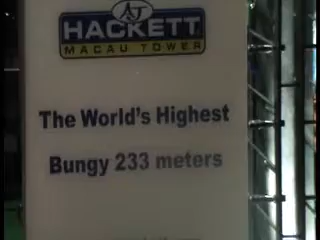 AJ
HACKETT
MACAU TOWER
The World's Highest
Bungy 233 meters